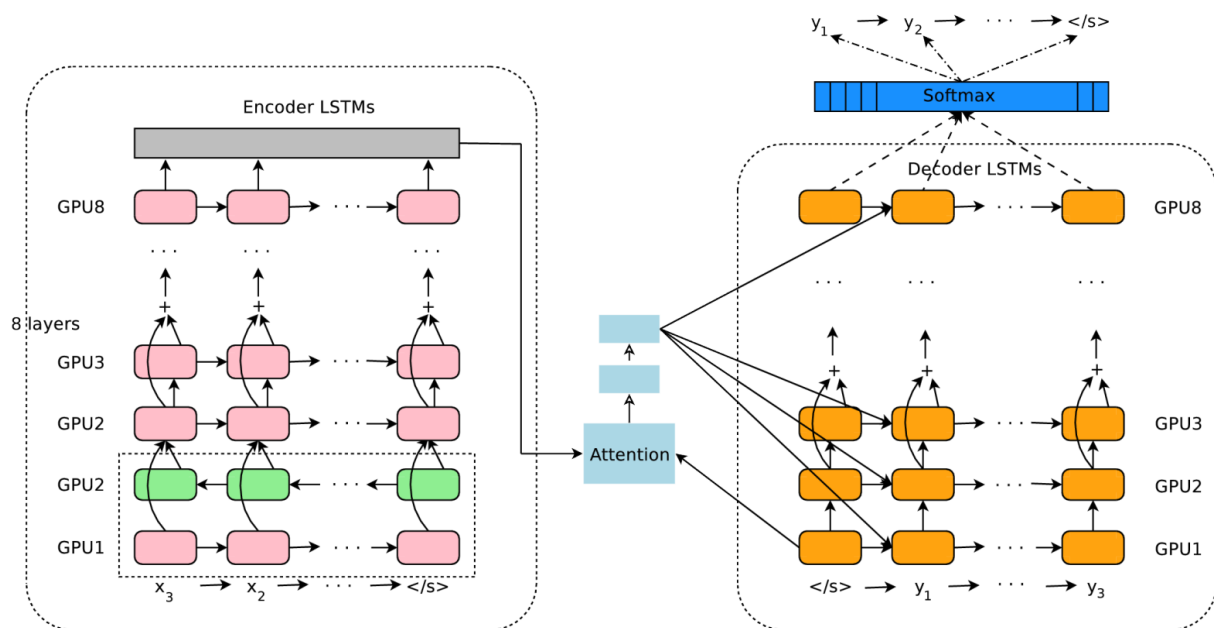 y1 y2 · · · </s>
Softmax
Encoder LSTMs
Decoder LSTMs
GPU8 · · · GPU8
· · ·
· · · · · · · · ·
· · · · · · · · ·
+ + +
8 layers
GPU3 · · ·
+ + +
GPU2 · · · GPU3
Attention
GPU2 · · · GPU2
GPU1 · · · GPU1
x3 x2 · · · </s>
</s> y1 · · · y3